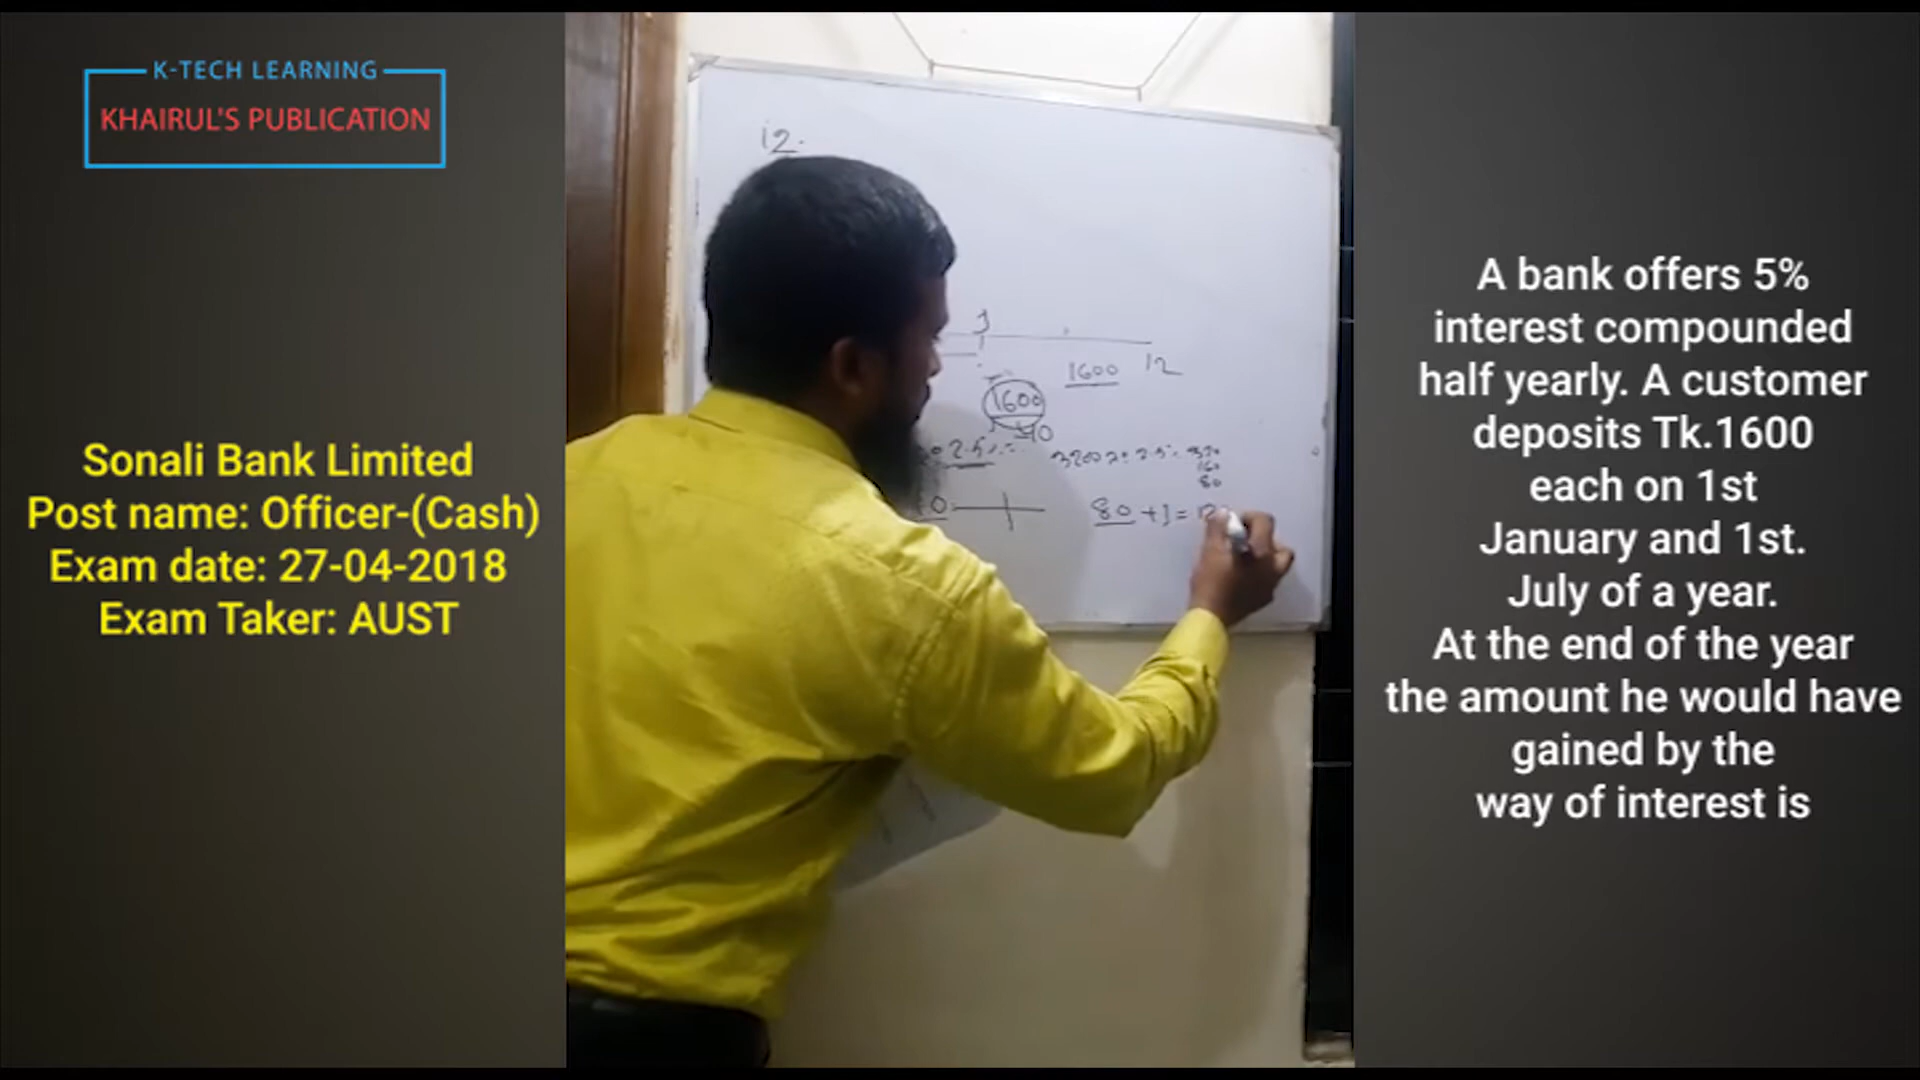 K-TECH LEARNING
KHAIRUL'S PUBLICATION
Sonali Bank Limited
Post name: Officer-(Cash)
Exam date: 27-04-2018
Exam Taker: AUST
12.
1600 12
1600
40
2.5
80 + 1 =
A bank offers 5%
interest compounded
half yearly. A customer
deposits Tk.1600
each on 1st
January and 1st.
July of a year.
At the end of the year
the amount he would have
gained by the
way of interest is